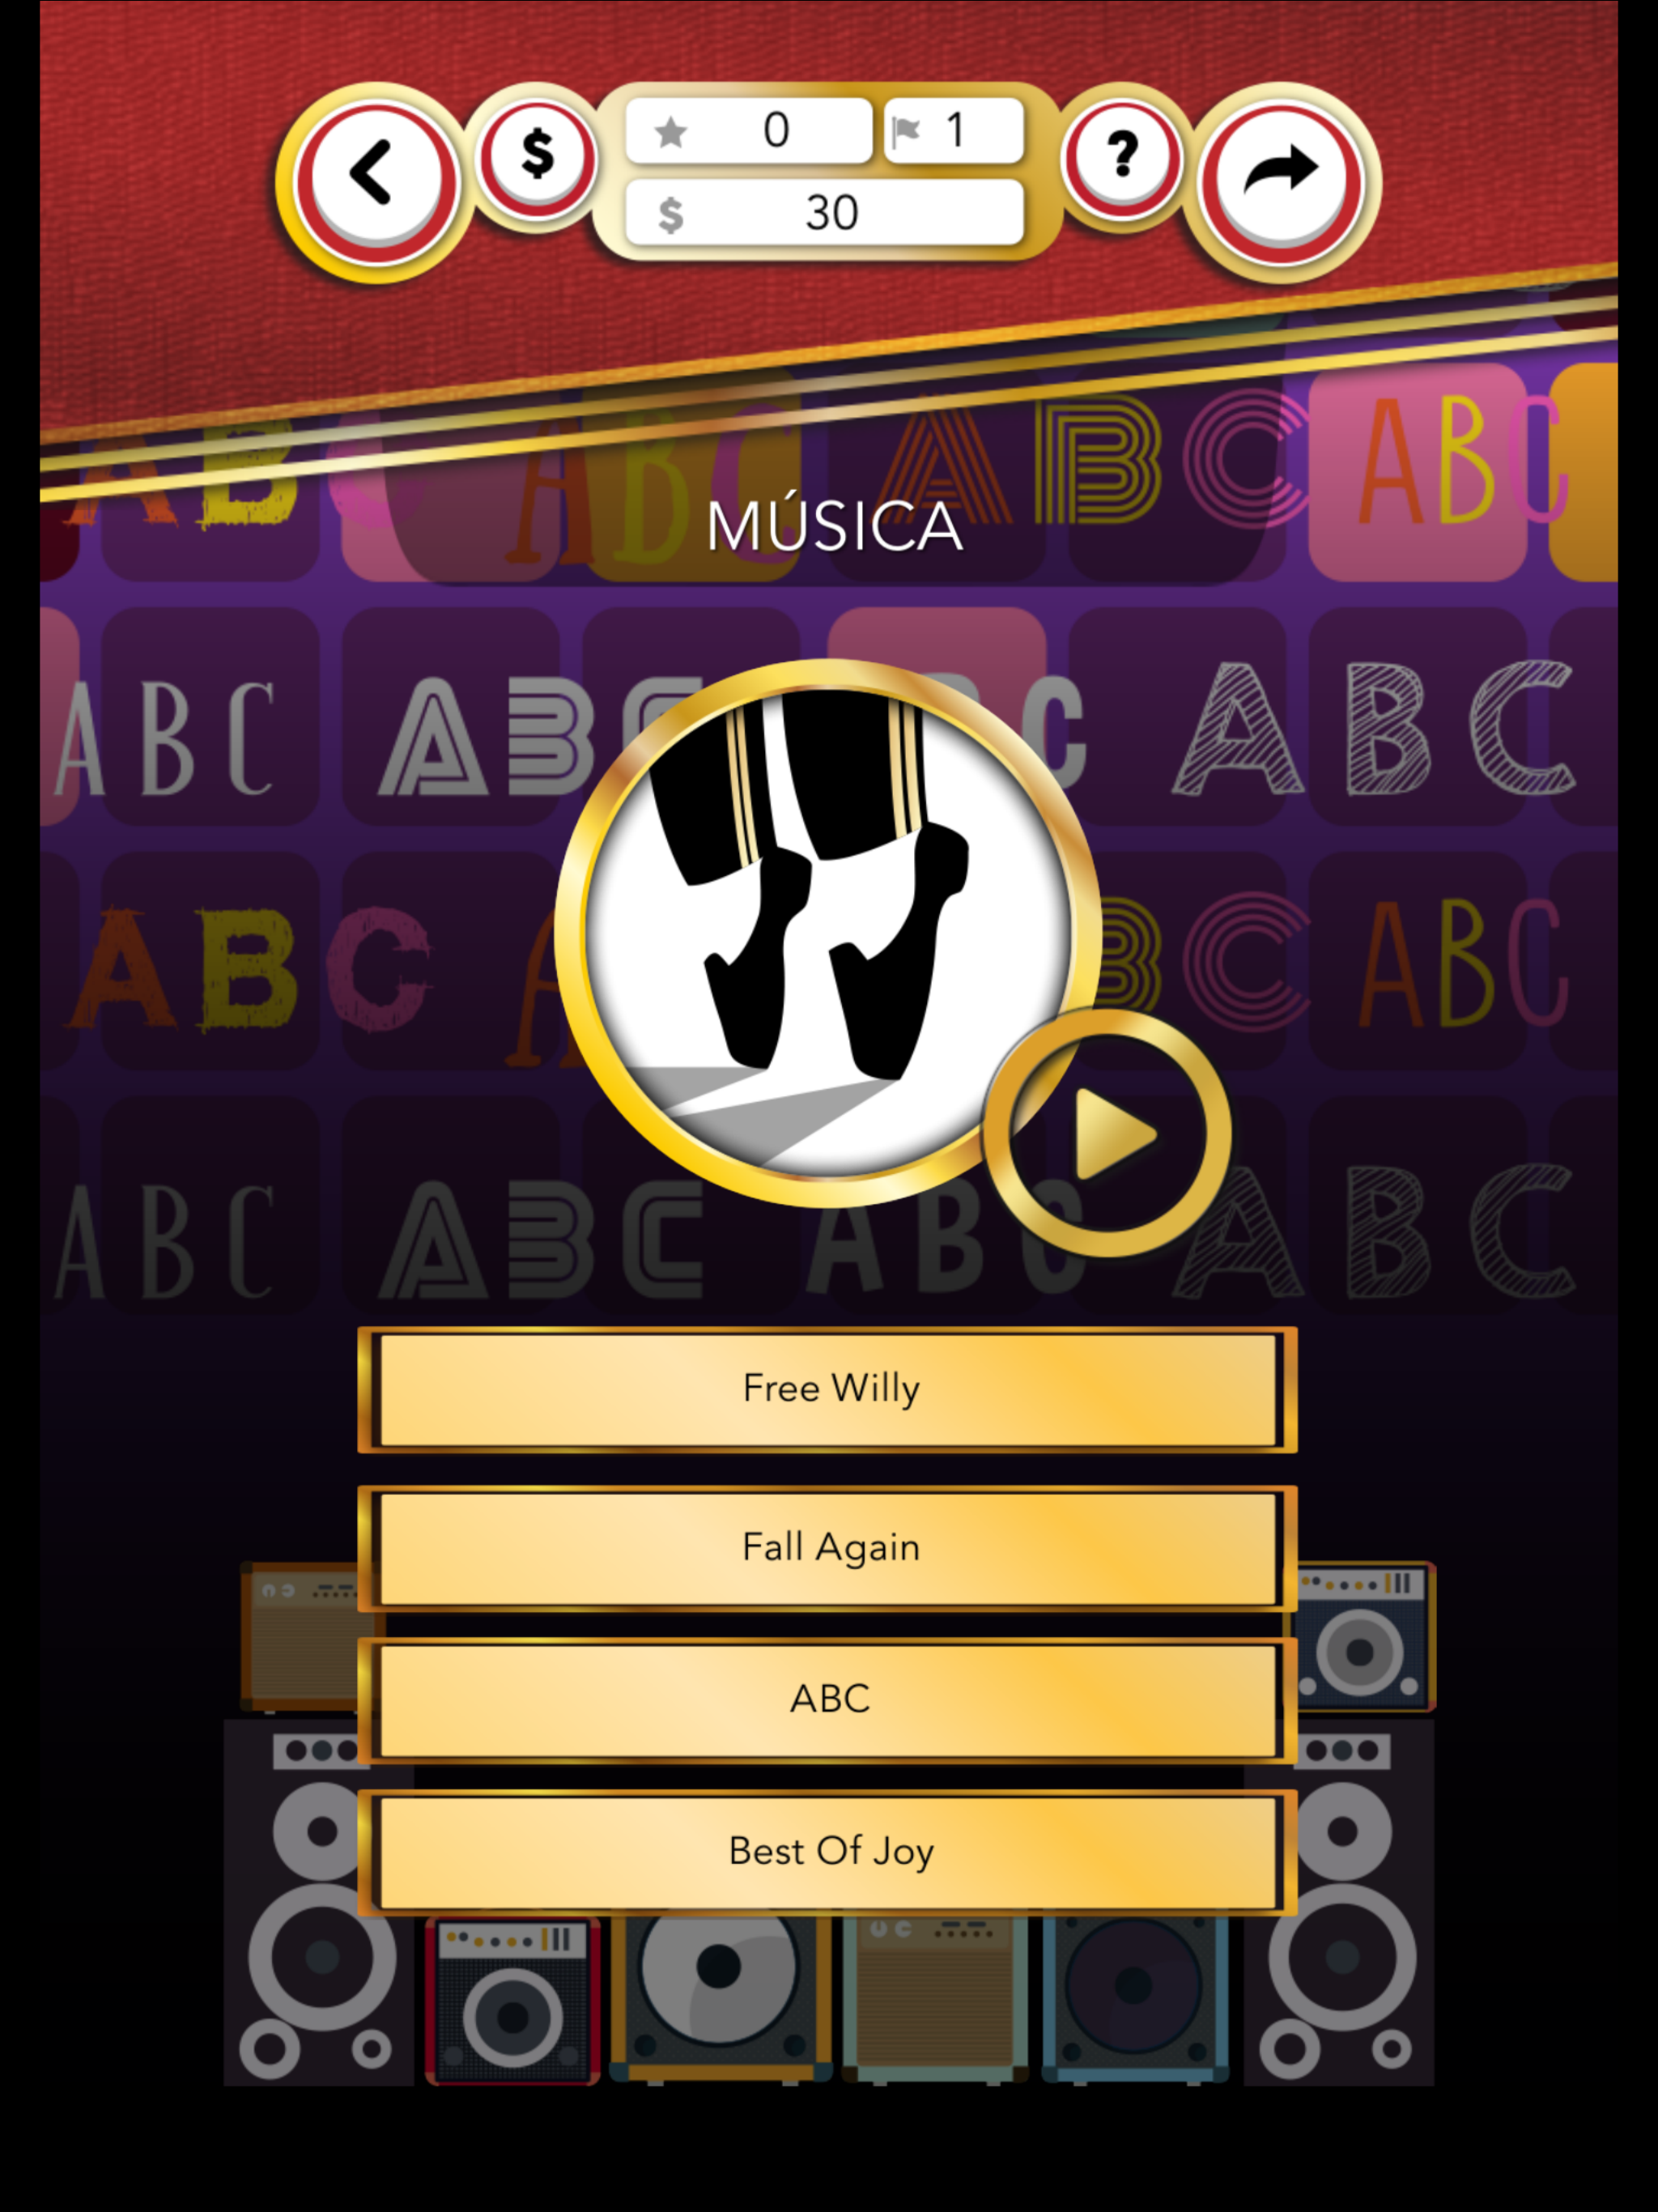 $ 0 1 ?
$ 30
A B C A B C A B C A B C
MÚSICA
A B C A B C B C A B C
A B C A B C A B C
A B C A B C A B C A B C
Free Willy
Fall Again
ABC
Best Of Joy